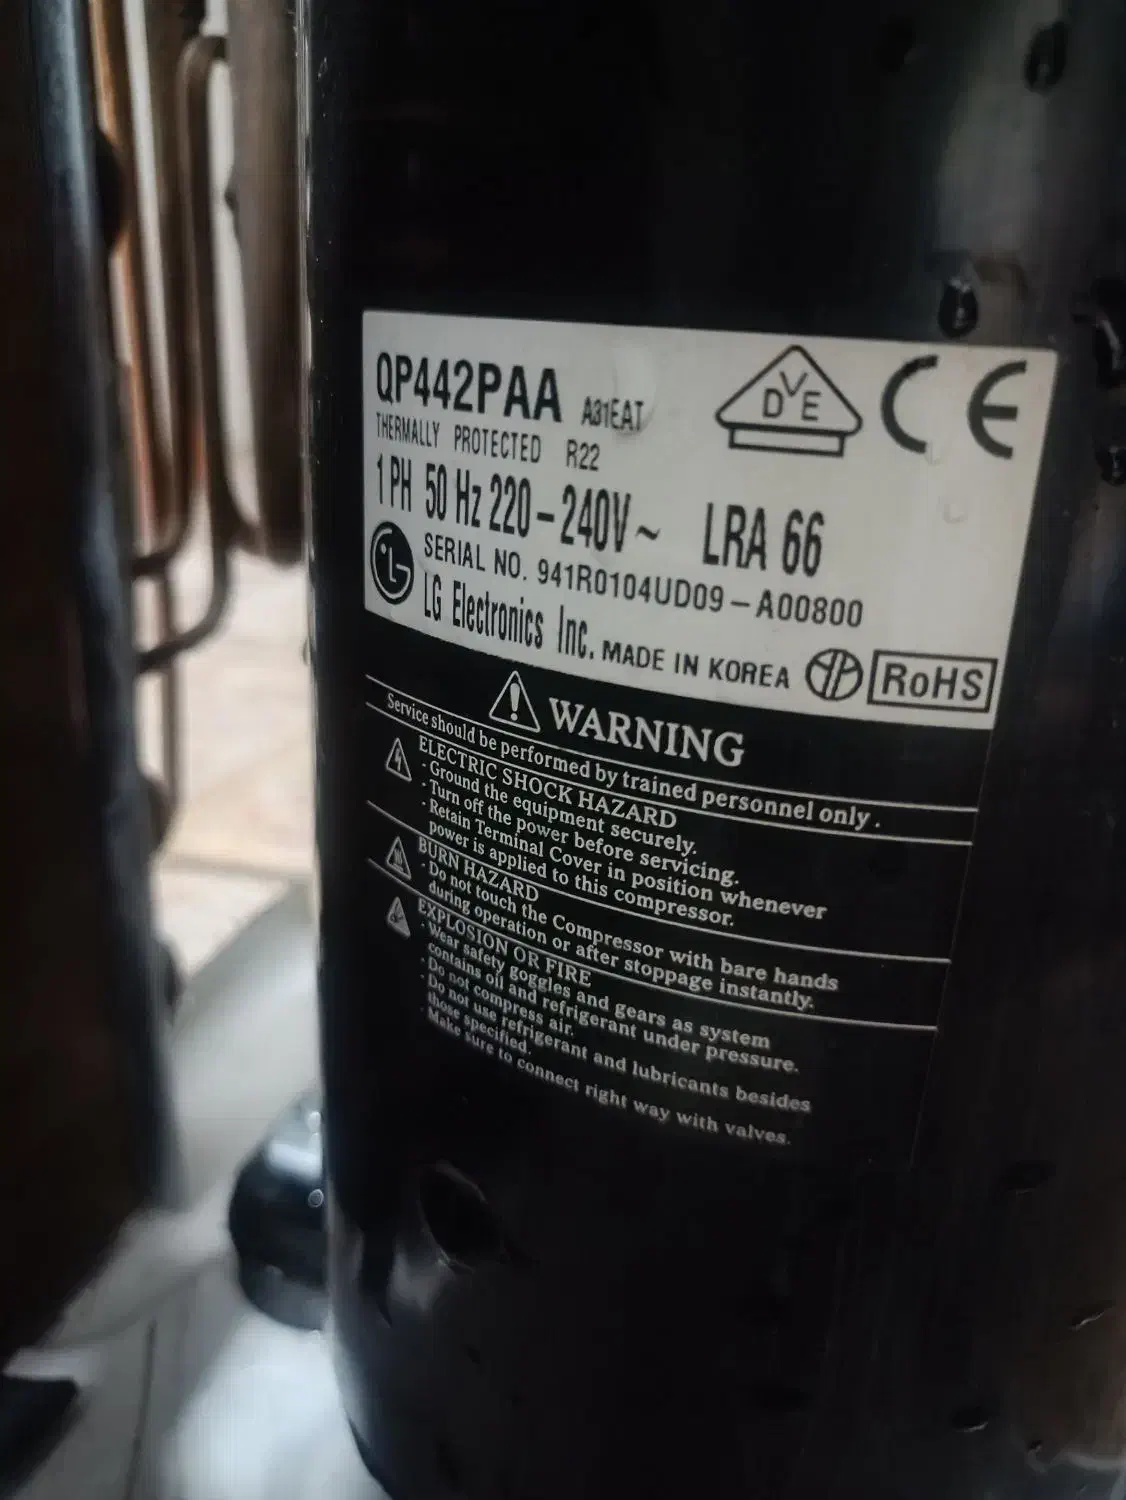 QP442PAA A31EAT
DVE
CE
THERMALLY PROTECTED R22
1 PH 50 Hz 220-240V~ LRA 66
SERIAL NO. 941R0104UD09-A00800
LG
LG Electronics Inc. MADE IN KOREA
RoHS
WARNING
Service should be performed by trained personnel only.
ELECTRIC SHOCK HAZARD
· Ground the equipment securely.
· Turn off the power before servicing.
· Retain Terminal Cover in position whenever
power is applied to this compressor.
BURN HAZARD
· Do not touch the Compressor with bare hands
during operation or after stoppage instantly.
EXPLOSION OR FIRE
· Wear safety goggles and gears as system
contains oil and refrigerant under pressure.
· Do not compress air.
· Do not use refrigerant and lubricants besides
those specified.
· Make sure to connect right way with valves.